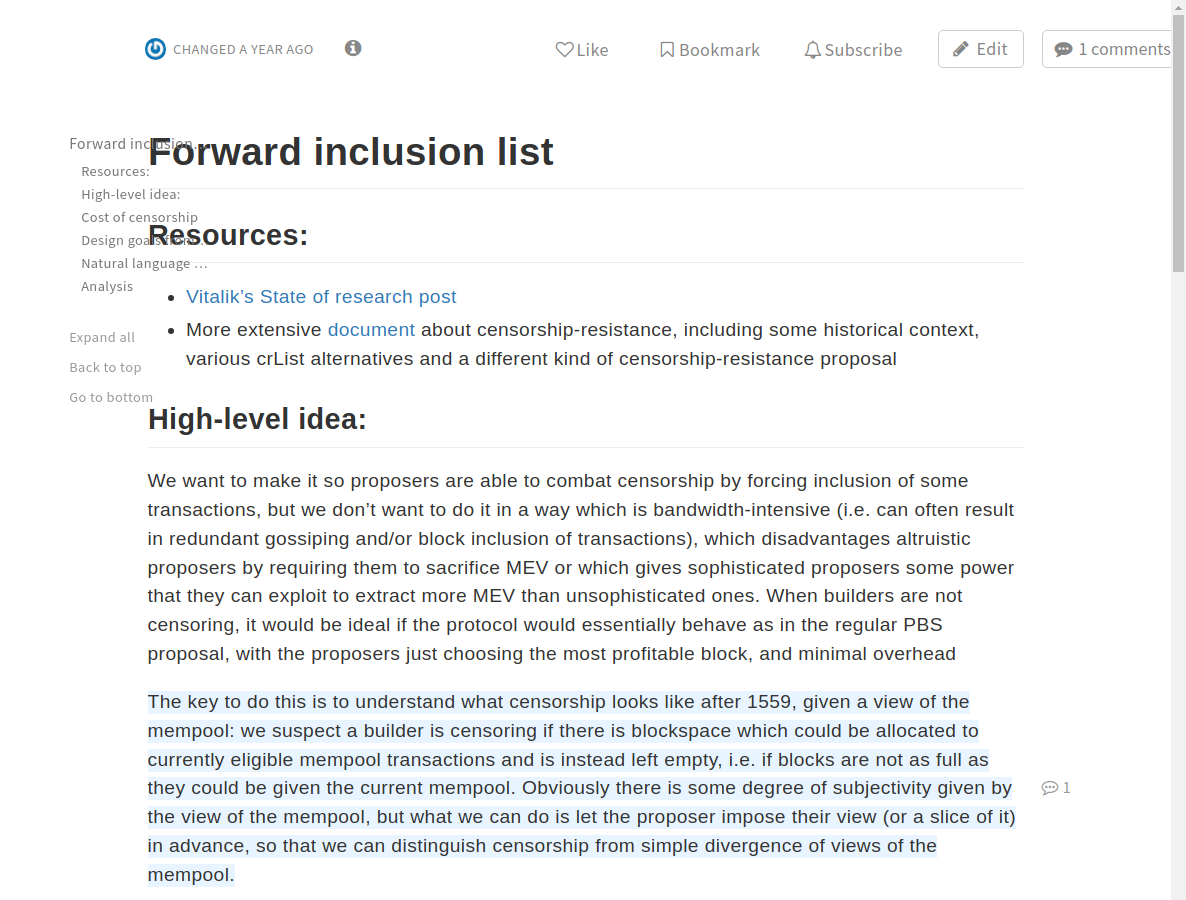 CHANGED A YEAR AGO
Like
Bookmark
Subscribe
Edit
1 comments
Forward inclusion…
Resources:
High-level idea:
Cost of censorship
Design goals from …
Natural language …
Analysis
Expand all
Back to top
Go to bottom
Forward inclusion list
Resources:
Vitalik’s State of research post
More extensive document about censorship-resistance, including some historical context,
various crList alternatives and a different kind of censorship-resistance proposal
High-level idea:
We want to make it so proposers are able to combat censorship by forcing inclusion of some
transactions, but we don’t want to do it in a way which is bandwidth-intensive (i.e. can often result
in redundant gossiping and/or block inclusion of transactions), which disadvantages altruistic
proposers by requiring them to sacrifice MEV or which gives sophisticated proposers some power
that they can exploit to extract more MEV than unsophisticated ones. When builders are not
censoring, it would be ideal if the protocol would essentially behave as in the regular PBS
proposal, with the proposers just choosing the most profitable block, and minimal overhead
The key to do this is to understand what censorship looks like after 1559, given a view of the
mempool: we suspect a builder is censoring if there is blockspace which could be allocated to
currently eligible mempool transactions and is instead left empty, i.e. if blocks are not as full as
they could be given the current mempool. Obviously there is some degree of subjectivity given by
the view of the mempool, but what we can do is let the proposer impose their view (or a slice of it)
in advance, so that we can distinguish censorship from simple divergence of views of the
mempool.
1